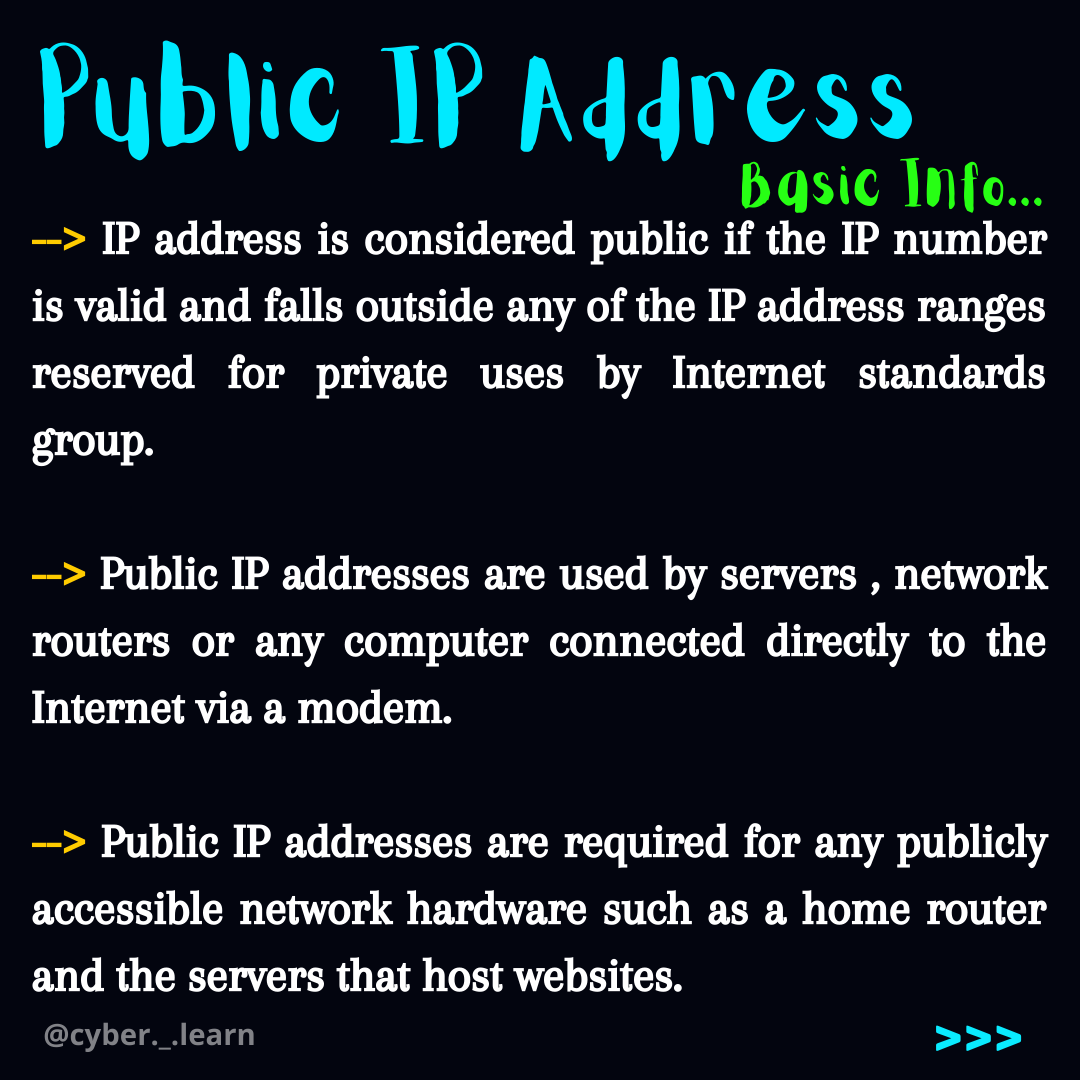 Public IP Address
Basic Info...
--> IP address is considered public if the IP number
is valid and falls outside any of the IP address ranges
reserved for private uses by Internet standards
group.
--> Public IP addresses are used by servers , network
routers or any computer connected directly to the
Internet via a modem.
--> Public IP addresses are required for any publicly
accessible network hardware such as a home router
and the servers that host websites.
@cyber._.learn
>>>